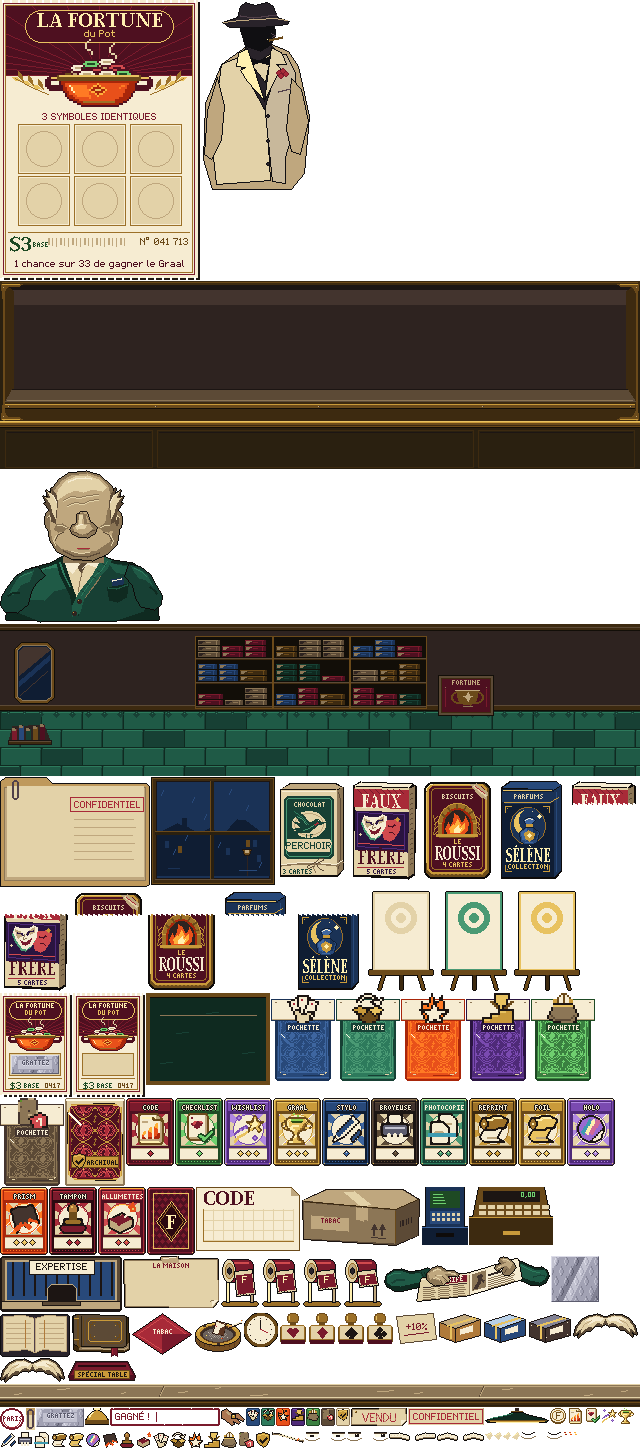 LA FORTUNE
du Pot
3 SYMBOLES IDENTIQUES
$3 BASE
N° 041 713
1 chance sur 33 de gagner le Graal
FORTUNE
CONFIDENTIEL
CHOCOLAT
LE
PERCHOIR
3 CARTES
FAUX
FRÈRE
5 CARTES
BISCUITS
LE
ROUSSI
4 CARTES
PARFUMS
SÉLÈNE
COLLECTION
FAUX
BISCUITS
PARFUMS
FRÈRE
5 CARTES
LE
ROUSSI
4 CARTES
SÉLÈNE
COLLECTION
LA FORTUNE
DU POT
GRATTEZ
$3 BASE 0417
LA FORTUNE
DU POT
$3 BASE 0417
POCHETTE
POCHETTE
POCHETTE
POCHETTE
POCHETTE
POCHETTE
ARCHIVAL
CODE
CHECKLIST
WISHLIST
GRAAL
STYLO
BROYEUSE
PHOTOCOPIE
REPRINT
FOIL
HOLO
PRISM
TAMPON
ALLUMETTES
F
CODE
TABAC
0,00
EXPERTISE
LA MAISON
F
F
F
F
TABAC
+10%
SPÉCIAL TABLE
PARIS
GRATTEZ
GAGNÉ!
VENDU
CONFIDENTIEL
F